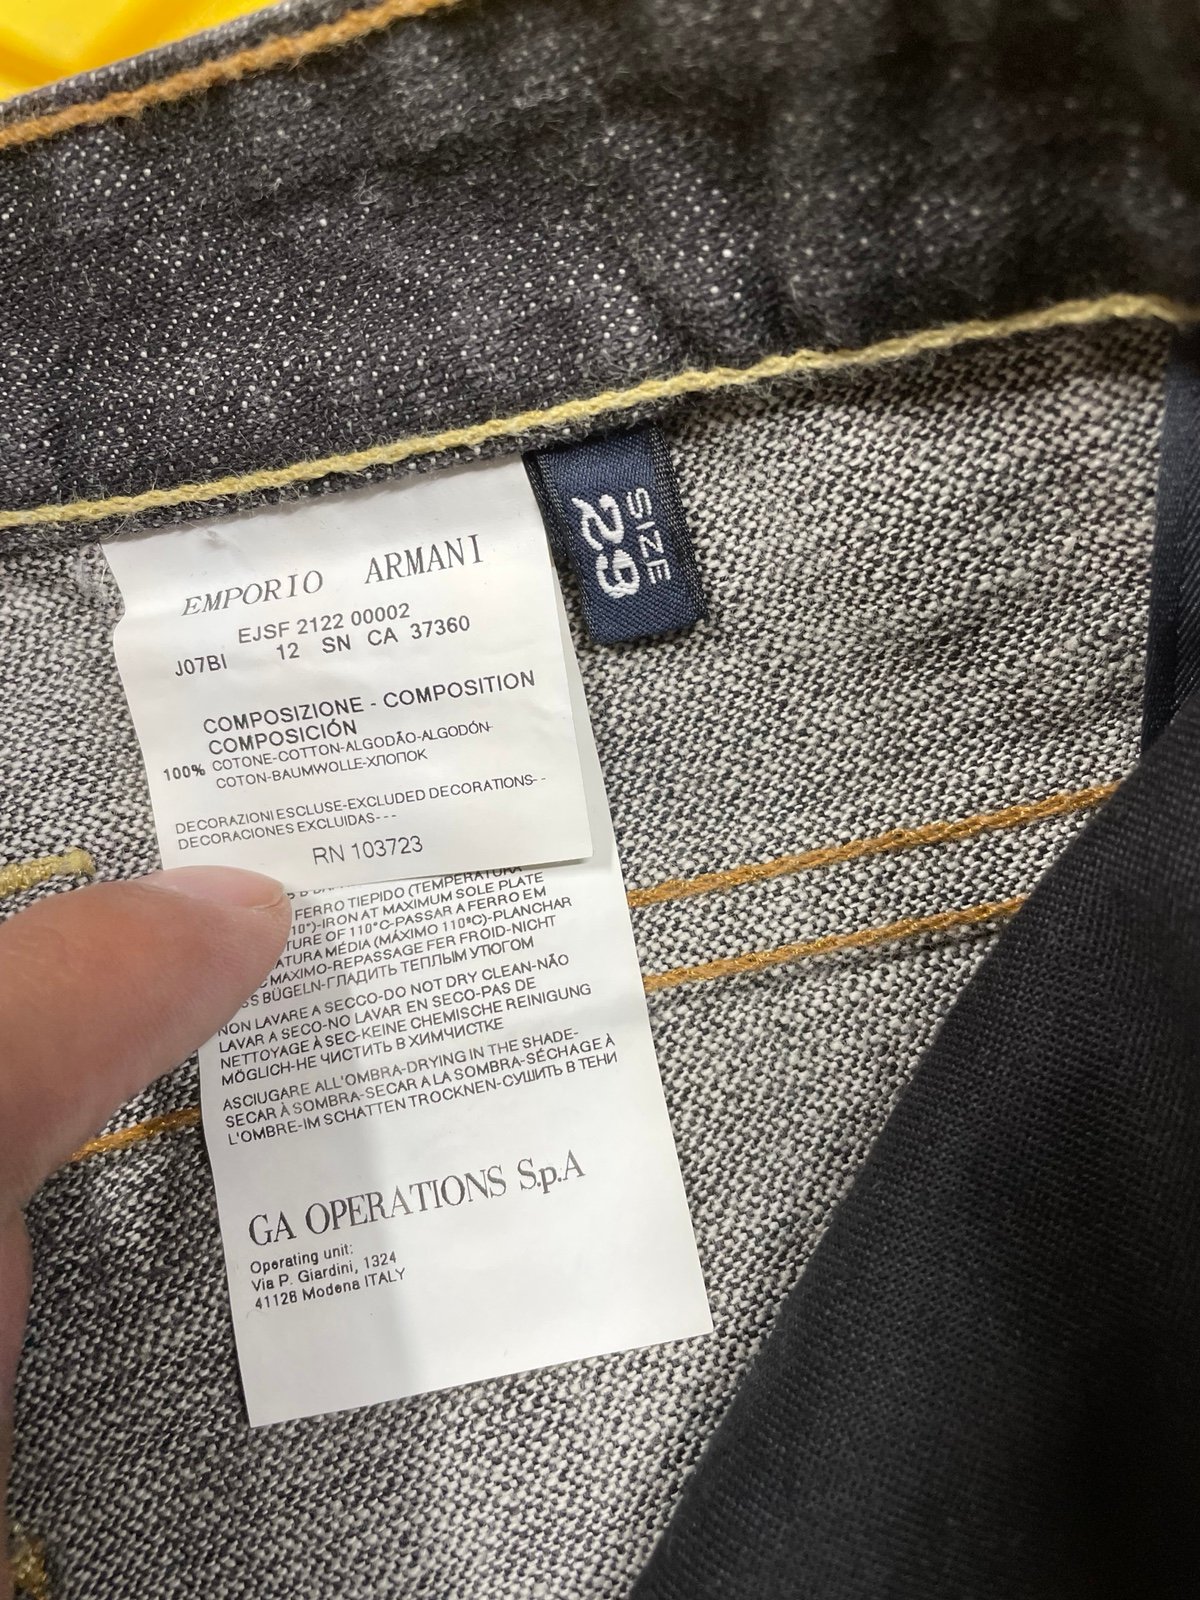 EMPORIO ARMANI
EJSF 2122 00002
J07BI 12 SN CA 37360
COMPOSIZIONE - COMPOSITION
COMPOSICIÓN
100% COTONE-COTTON-ALGODÃO-ALGODÓN-
COTON-BAUMWOLLE-ХЛОПОК
DECORAZIONI ESCLUSE-EXCLUDED DECORATIONS--
DECORACIONES EXCLUIDAS---
RN 103723
SIZE
FERRO TIEPIDO (TEMPERATURA
110°)-IRON AT MAXIMUM SOLE PLATE
OF 110°C-PASSAR A FERRO EM
MÉDIA (MÁXIMO 110ºC)-PLANCHAR
MAXIMO-REPASSAGE FER FROID-NICHT
BÜGELN-ГЛАДИТЬ ТЕПЛЫМ УТЮГОМ
NON LAVARE A SECCO-DO NOT DRY CLEAN-NÃO
LAVAR A SECO-NO LAVAR EN SECO-PAS DE
NETTOYAGE À SEC-KEINE CHEMISCHE REINIGUNG
MÖGLICH-НЕ ЧИСТИТЬ В ХИМЧИСТКЕ
ASCIUGARE ALL'OMBRA-DRYING IN THE SHADE-
SECAR À SOMBRA-SECAR A LA SOMBRA-SÉCHAGE À
L'OMBRE-IM SCHATTEN TROCKNEN-СУШИТЬ В ТЕНИ
GA OPERATIONS S.p.A
Operating unit:
Via P. Giardini, 1324
41126 Modena ITALY